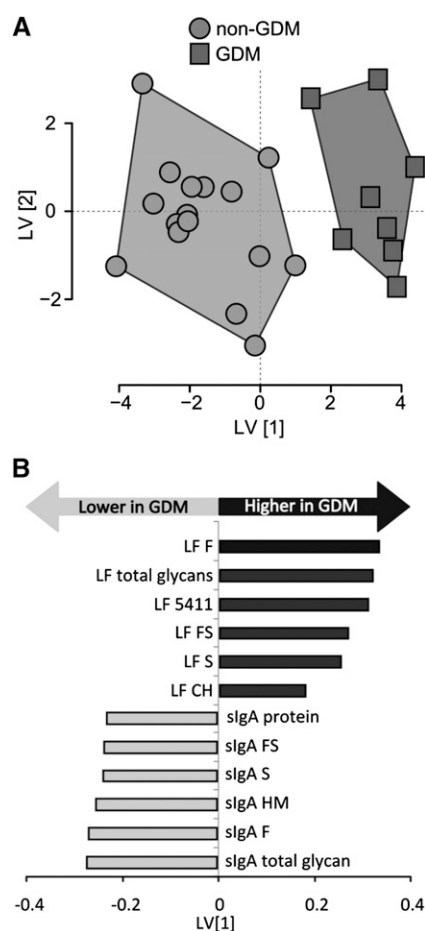 A
non-GDM
GDM
2
0
−2
LV [2]
−4 −2 0 2 4
LV [1]
B
Lower in GDM Higher in GDM
LF F
LF total glycans
LF 5411
LF FS
LF S
LF CH
sIgA protein
sIgA FS
sIgA S
sIgA HM
sIgA F
sIgA total glycan
-0.4 -0.2 0 0.2 0.4
LV[1]